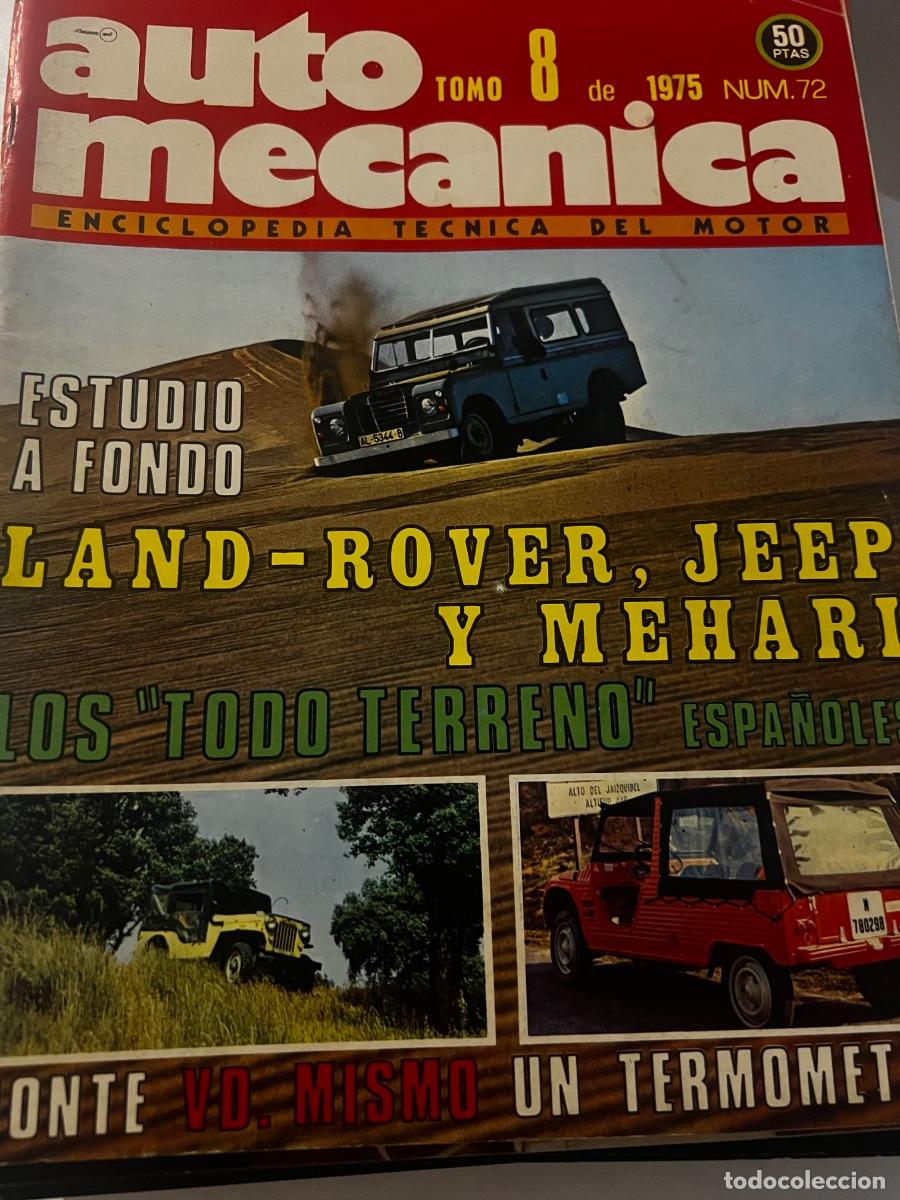 auto
TOMO 8 de 1975 NUM.72
50
PTAS
mecanica
ENCICLOPEDIA TECNICA DEL MOTOR
ESTUDIO
A FONDO
AL-5344-B
LAND-ROVER, JEEP
Y MEHARI
LOS "TODO TERRENO" ESPAÑOLES
ALTO DEL JAIZQUIBEL
N
780298
ONTE VD. MISMO UN TERMOMET
todocoleccion